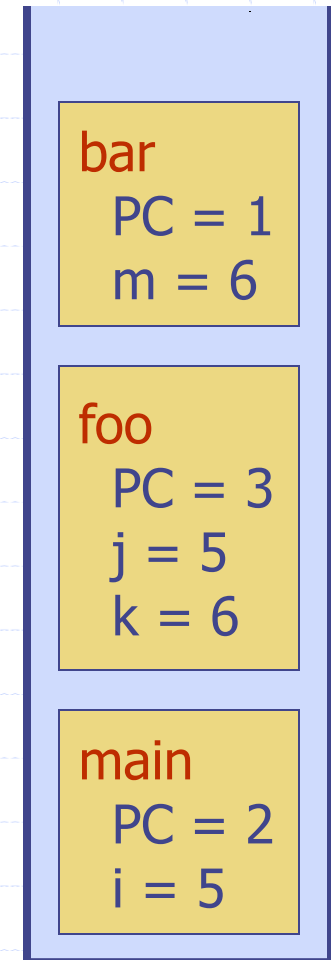 bar
PC = 1
m = 6
foo
PC = 3
j = 5
k = 6
main
PC = 2
i = 5